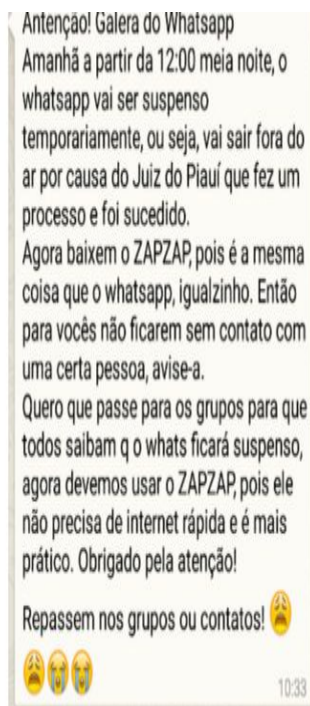 Antenção! Galera do Whatsapp
Amanhã a partir da 12:00 meia noite, o
whatsapp vai ser suspenso
temporariamente, ou seja, vai sair fora do
ar por causa do Juiz do Piauí que fez um
processo e foi sucedido.
Agora baixem o ZAPZAP, pois é a mesma
coisa que o whatsapp, igualzinho. Então
para vocês não ficarem sem contato com
uma certa pessoa, avise-a.
Quero que passe para os grupos para que
todos saibam q o whats ficará suspenso,
agora devemos usar o ZAPZAP, pois ele
não precisa de internet rápida e é mais
prático. Obrigado pela atenção!
Repassem nos grupos ou contatos! 😩
😩😭😭
10:33